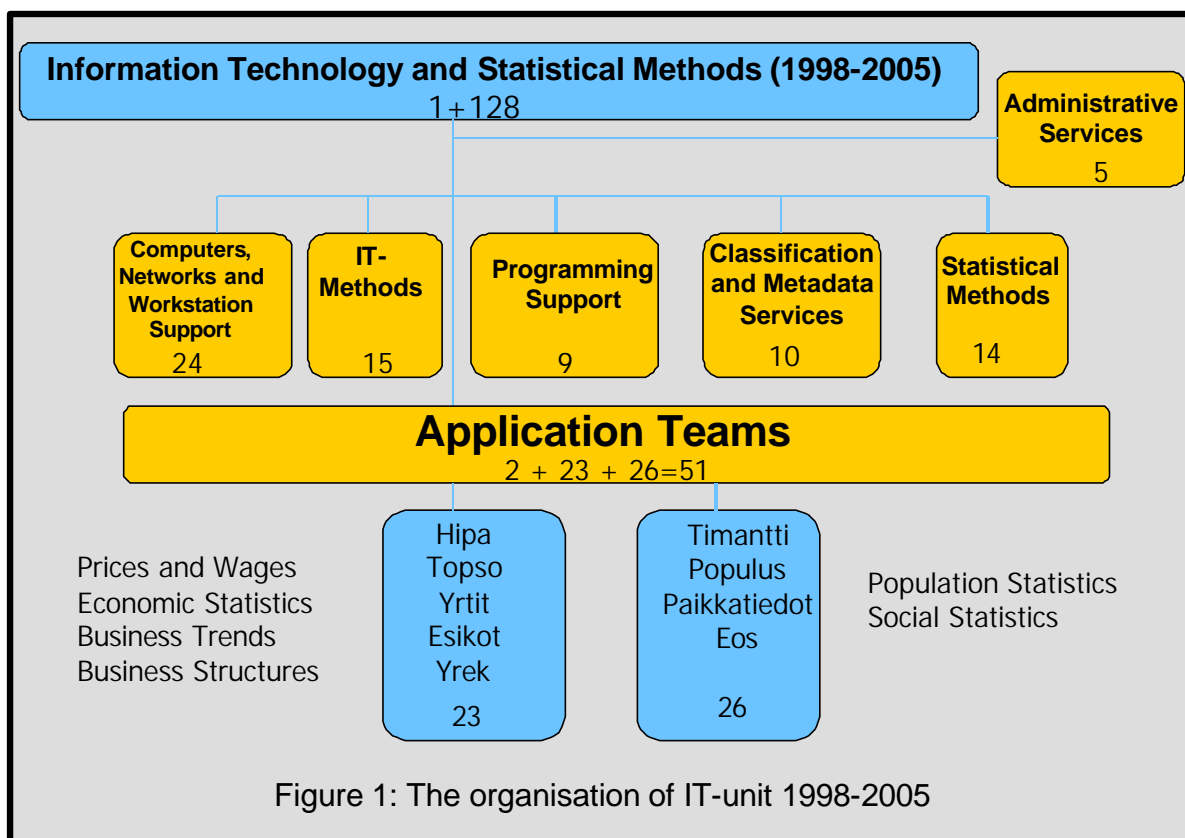 Information Technology and Statistical Methods (1998-2005)
1+128
Administrative
Services
5
Computers,
Networks and
Workstation
Support
24
IT-
Methods
15
Programming
Support
9
Classification
and Metadata
Services
10
Statistical
Methods
14
Application Teams
2 + 23 + 26=51
Prices and Wages
Economic Statistics
Business Trends
Business Structures
Hipa
Topso
Yrtit
Esikot
Yrek
23
Timantti
Populus
Paikkatiedot
Eos
26
Population Statistics
Social Statistics
Figure 1: The organisation of IT-unit 1998-2005